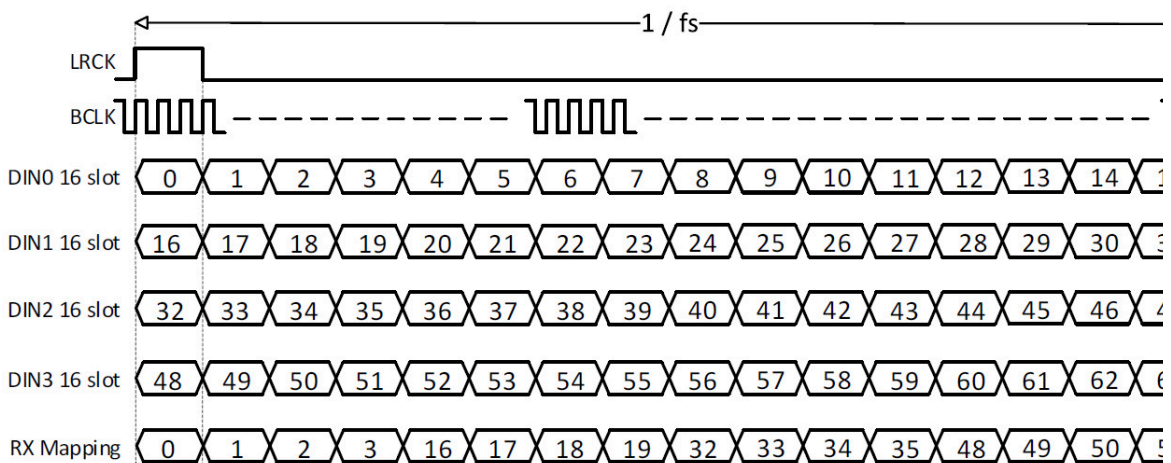 1 / fs
LRCK
BCLK
DIN0 16 slot 0 1 2 3 4 5 6 7 8 9 10 11 12 13 14
DIN1 16 slot 16 17 18 19 20 21 22 23 24 25 26 27 28 29 30
DIN2 16 slot 32 33 34 35 36 37 38 39 40 41 42 43 44 45 46
DIN3 16 slot 48 49 50 51 52 53 54 55 56 57 58 59 60 61 62
RX Mapping 0 1 2 3 16 17 18 19 32 33 34 35 48 49 50